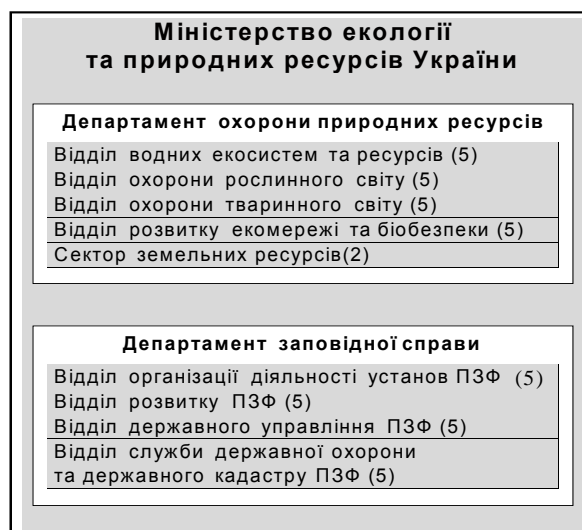 Міністерство екології
та природних ресурсів України
Департамент охорони природних ресурсів
Відділ водних екосистем та ресурсів (5)
Відділ охорони рослинного світу (5)
Відділ охорони тваринного світу (5)
Відділ розвитку екомережі та біобезпеки (5)
Сектор земельних ресурсів(2)
Департамент заповідної справи
Відділ організації діяльності установ ПЗФ (5)
Відділ розвитку ПЗФ (5)
Відділ державного управління ПЗФ (5)
Відділ служби державної охорони
та державного кадастру ПЗФ (5)